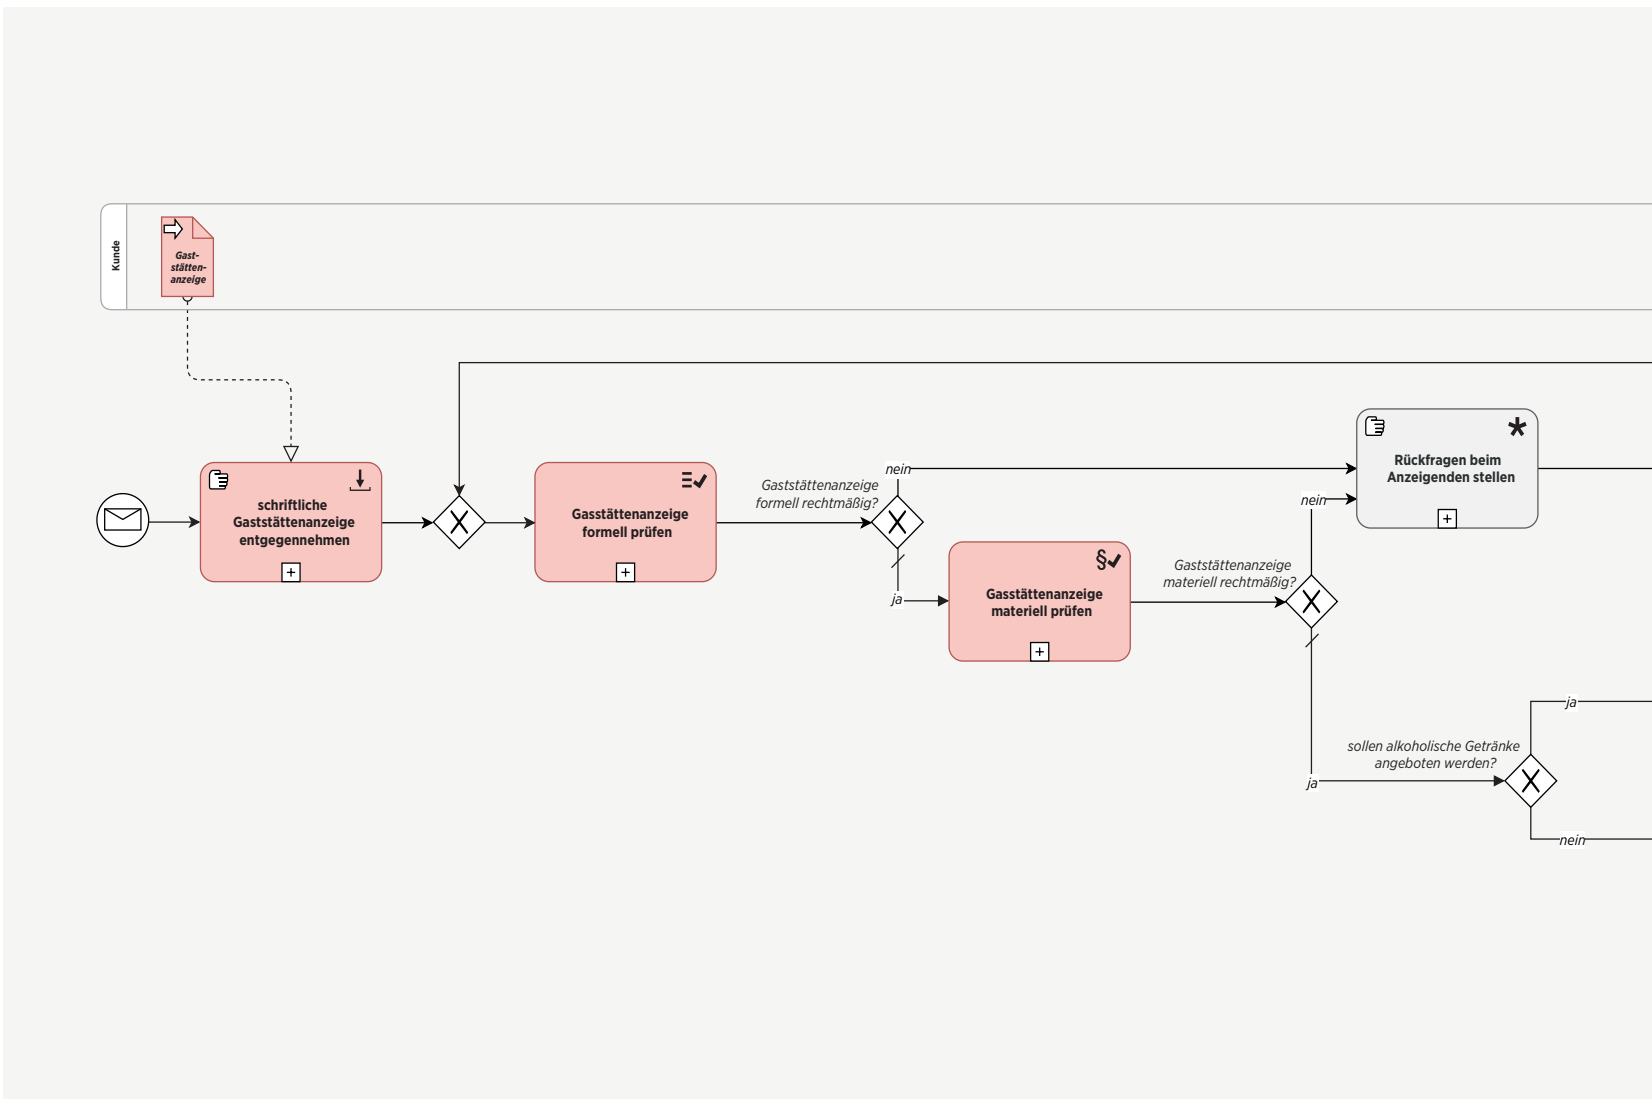 Kunde
Gast-
stätten-
anzeige
schriftliche
Gaststättenanzeige
entgegennehmen
Gasstättenanzeige
formell prüfen
Gaststättenanzeige
formell rechtmäßig?
nein
ja
Gasstättenanzeige
materiell prüfen
Gaststättenanzeige
materiell rechtmäßig?
nein
Rückfragen beim
Anzeigenden stellen
ja
sollen alkoholische Getränke
angeboten werden?
ja
nein